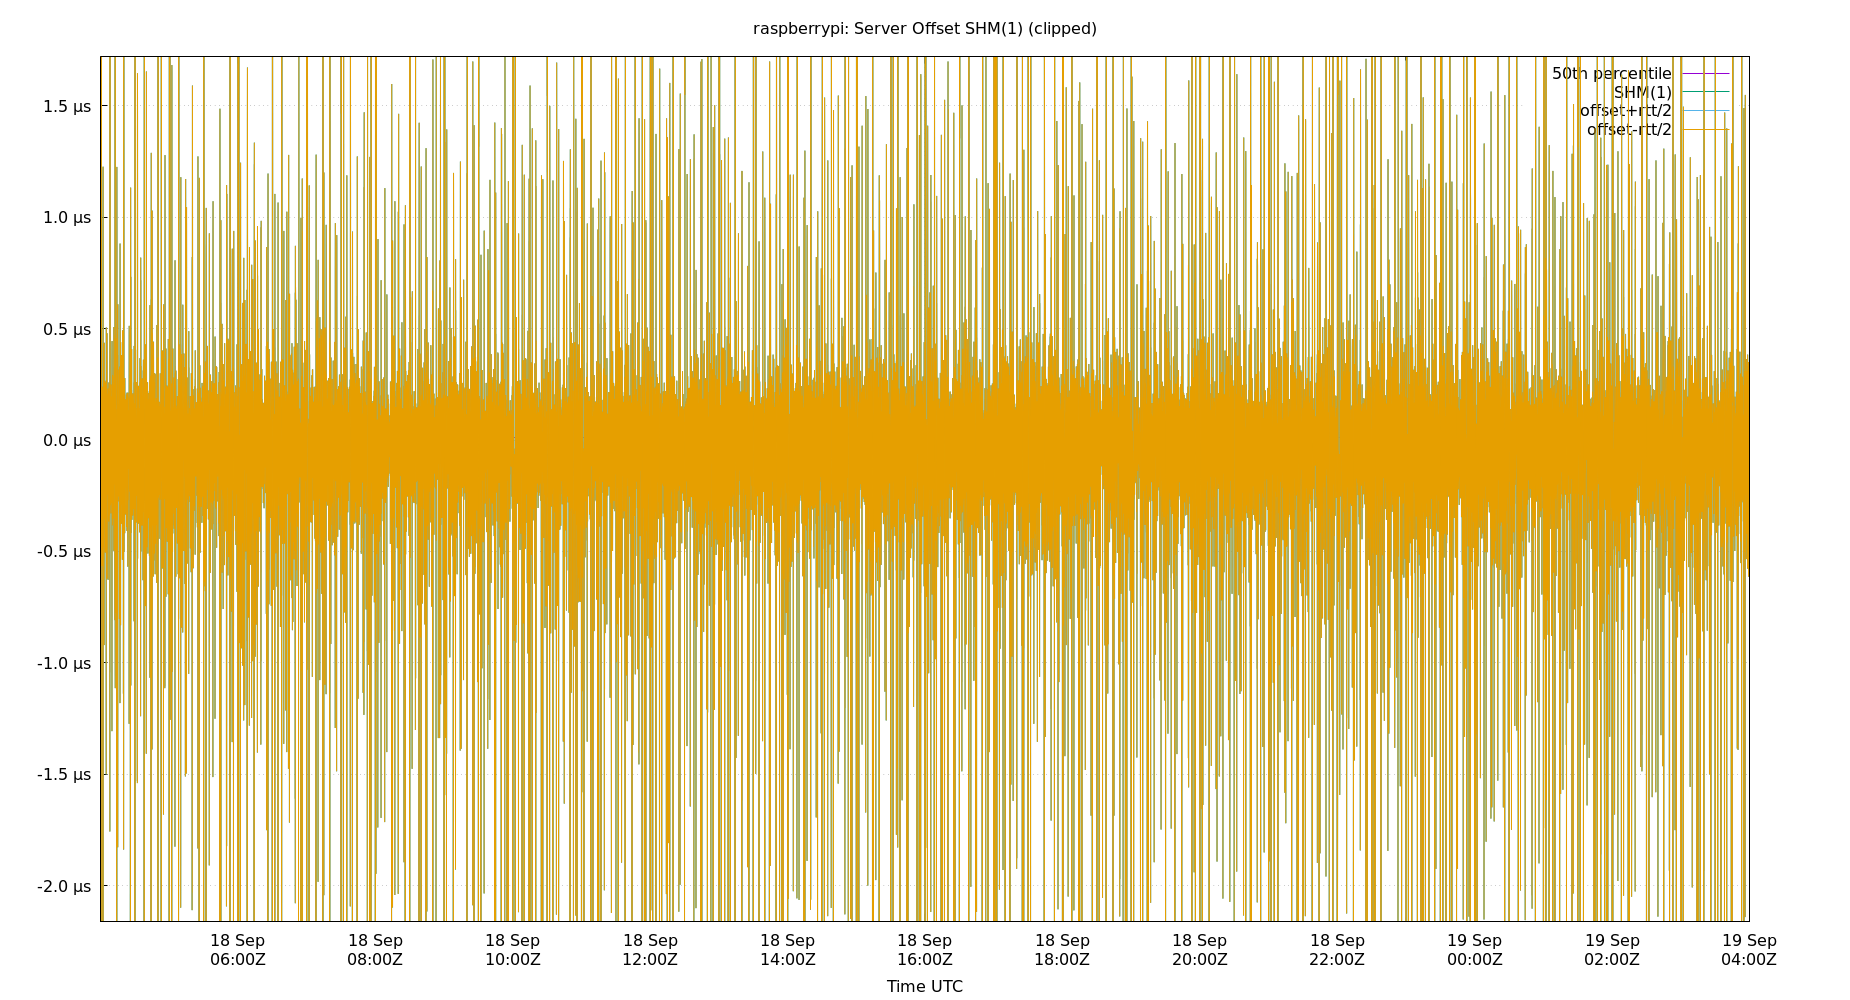 raspberrypi: Server Offset SHM(1) (clipped)
50th percentile
SHM(1)
offset+rtt/2
offset-rtt/2
1.5 µs
1.0 µs
0.5 µs
0.0 µs
-0.5 µs
-1.0 µs
-1.5 µs
-2.0 µs
18 Sep 18 Sep 18 Sep 18 Sep 18 Sep 18 Sep 18 Sep 18 Sep 18 Sep 19 Sep 19 Sep 19 Sep
06:00Z 08:00Z 10:00Z 12:00Z 14:00Z 16:00Z 18:00Z 20:00Z 22:00Z 00:00Z 02:00Z 04:00Z
Time UTC